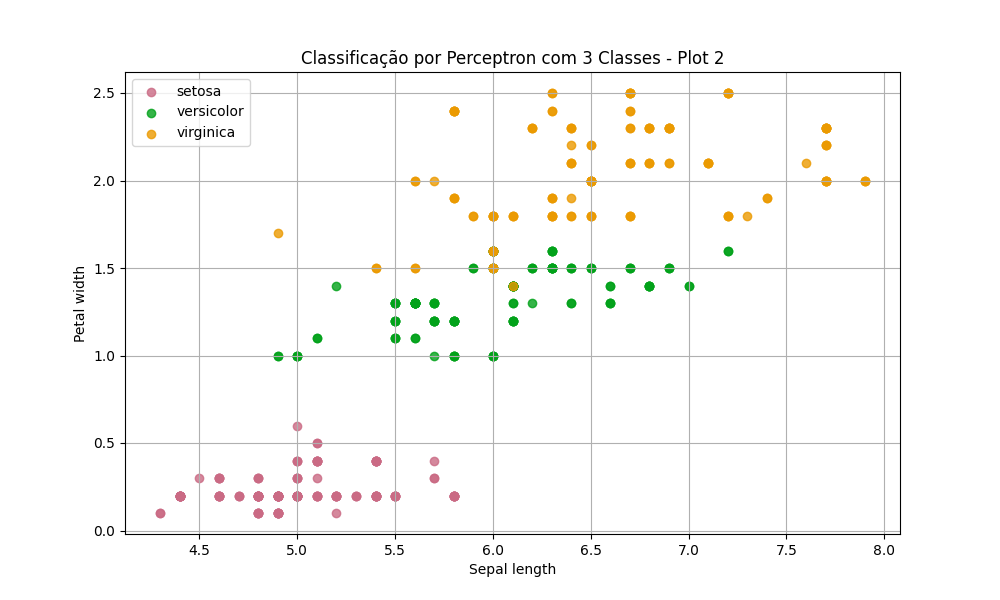 Classificação por Perceptron com 3 Classes - Plot 2
setosa
versicolor
virginica
2.5
2.0
1.5
1.0
0.5
0.0
Petal width
4.5 5.0 5.5 6.0 6.5 7.0 7.5 8.0
Sepal length